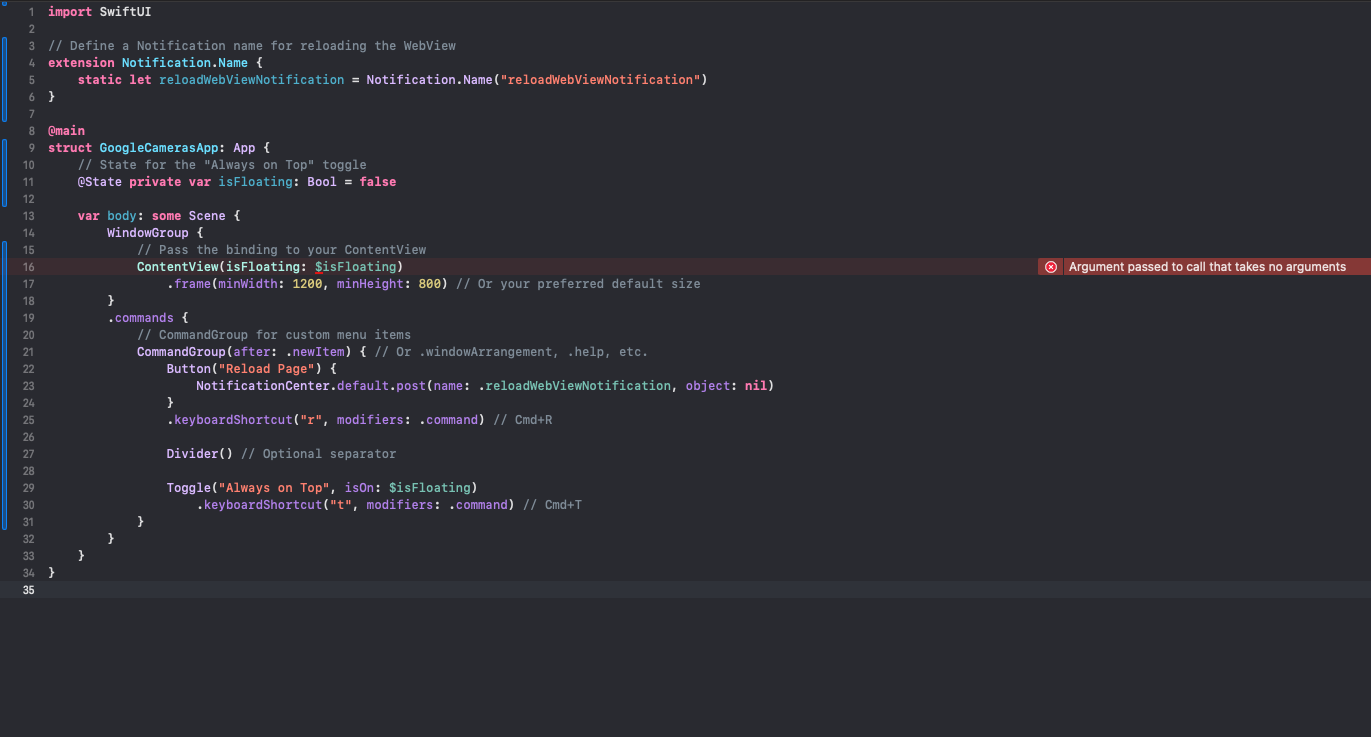 1 import SwiftUI
2
3 // Define a Notification name for reloading the WebView
4 extension Notification.Name {
5     static let reloadWebViewNotification = Notification.Name("reloadWebViewNotification")
6 }
7
8 @main
9 struct GoogleCamerasApp: App {
10     // State for the "Always on Top" toggle
11     @State private var isFloating: Bool = false
12
13     var body: some Scene {
14         WindowGroup {
15             // Pass the binding to your ContentView
16             ContentView(isFloating: $isFloating) Argument passed to call that takes no arguments
17                 .frame(minWidth: 1200, minHeight: 800) // Or your preferred default size
18         }
19         .commands {
20             // CommandGroup for custom menu items
21             CommandGroup(after: .newItem) { // Or .windowArrangement, .help, etc.
22                 Button("Reload Page") {
23                     NotificationCenter.default.post(name: .reloadWebViewNotification, object: nil)
24                 }
25                 .keyboardShortcut("r", modifiers: .command) // Cmd+R
26
27                 Divider() // Optional separator
28
29                 Toggle("Always on Top", isOn: $isFloating)
30                     .keyboardShortcut("t", modifiers: .command) // Cmd+T
31             }
32         }
33     }
34 }
35